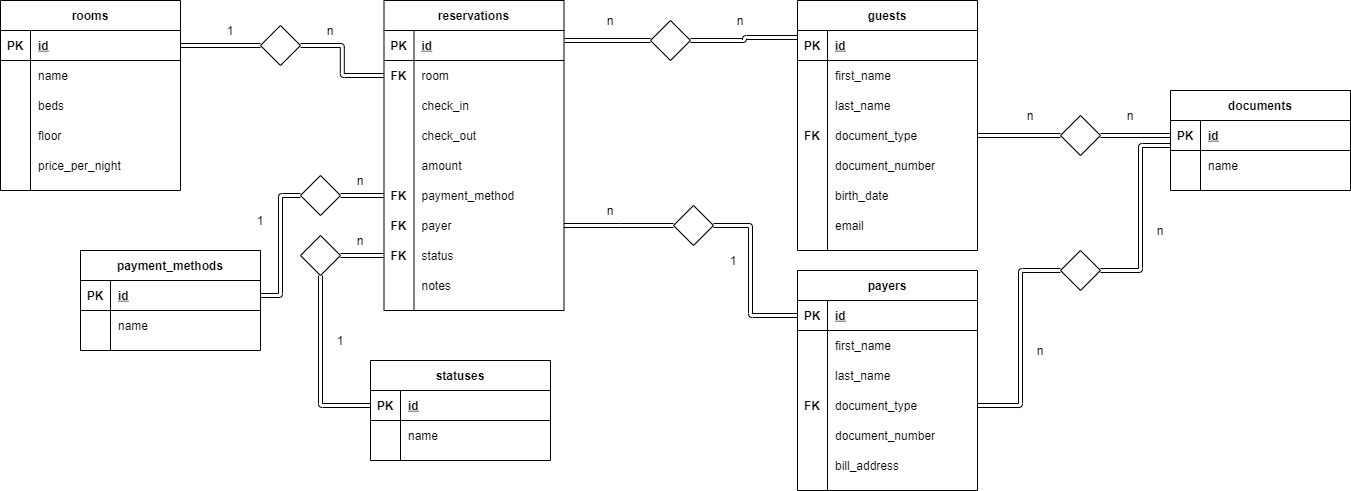 rooms
PK id
name
beds
floor
price_per_night
1
n
reservations
PK id
FK room
check_in
check_out
amount
FK payment_method
FK payer
FK status
notes
n
n
guests
PK id
first_name
last_name
FK document_type
document_number
birth_date
email
n
n
documents
PK id
name
n
1
payment_methods
PK id
name
n
1
statuses
PK id
name
n
1
payers
PK id
first_name
last_name
FK document_type
document_number
bill_address
n
n